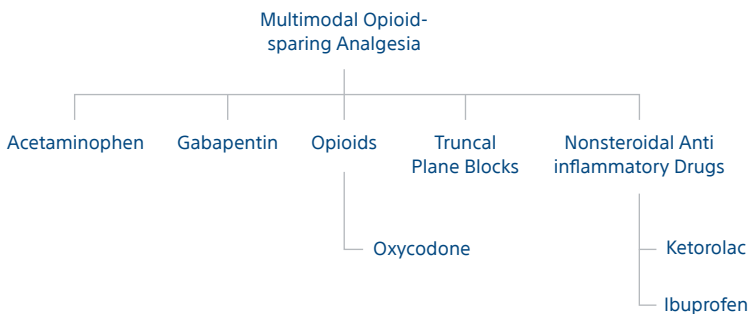 Multimodal Opioid-
sparing Analgesia
Acetaminophen
Gabapentin
Opioids
Truncal
Plane Blocks
Nonsteroidal Anti
inflammatory Drugs
Oxycodone
Ketorolac
Ibuprofen